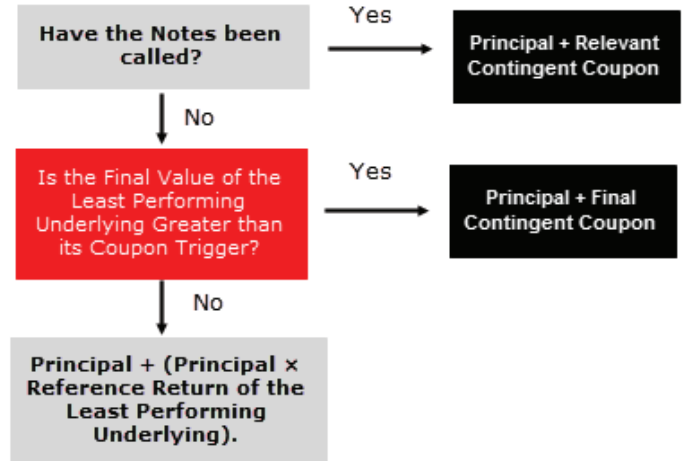 Have the Notes been
called?
Yes
Principal + Relevant
Contingent Coupon
No
Is the Final Value of the
Least Performing
Underlying Greater than
its Coupon Trigger?
Yes
Principal + Final
Contingent Coupon
No
Principal + (Principal ×
Reference Return of the
Least Performing
Underlying).